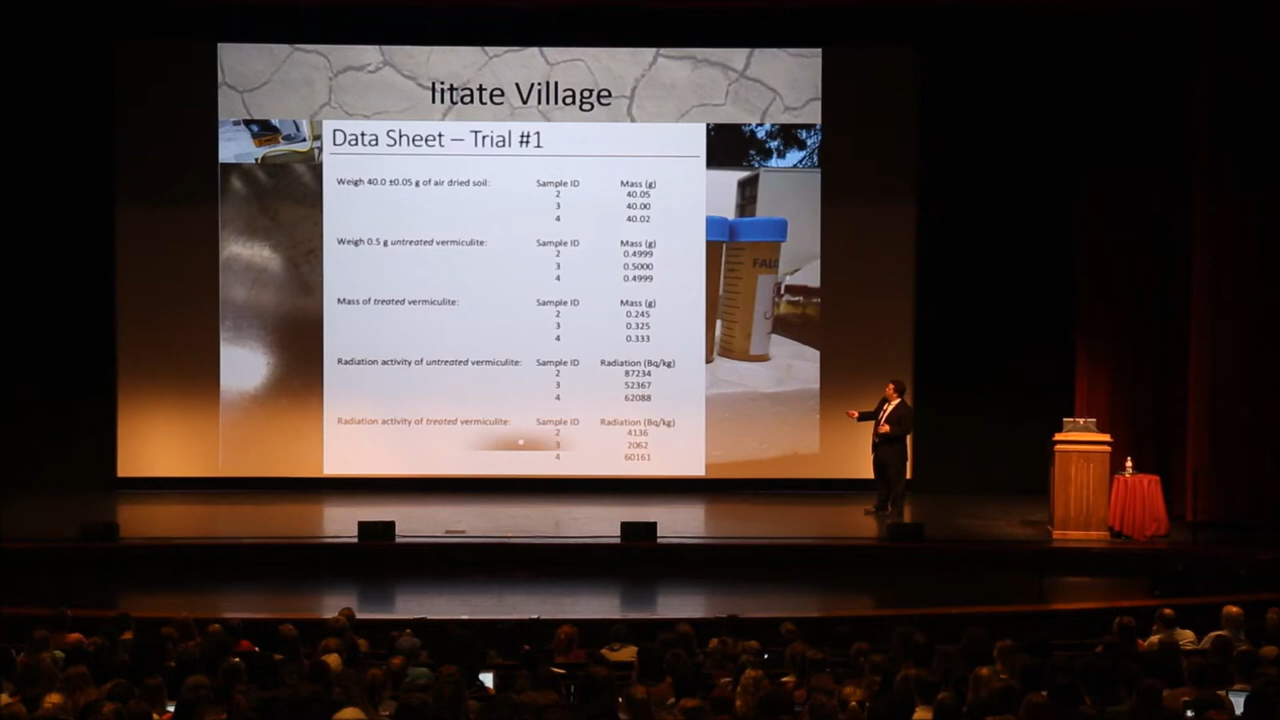 Iitate Village
Data Sheet – Trial #1
Weigh 40.0 ±0.05 g of air dried soil: Sample ID Mass (g)
2 40.05
3 40.00
4 40.02
Weigh 0.5 g untreated vermiculite: Sample ID Mass (g)
2 0.4999
3 0.5000
4 0.4999
Mass of treated vermiculite: Sample ID Mass (g)
2 0.245
3 0.325
4 0.333
Radiation activity of untreated vermiculite: Sample ID Radiation (Bq/kg)
2 87234
3 52367
4 62088
Radiation activity of treated vermiculite: Sample ID Radiation (Bq/kg)
2 4136
3 2062
4 60161
FALC